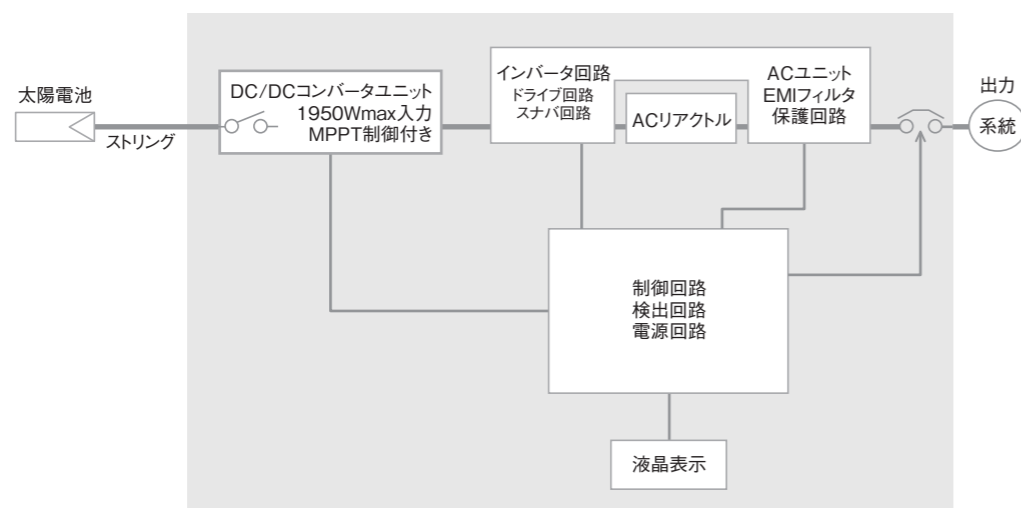 太陽電池
ストリング
DC/DCコンバータユニット
1950Wmax入力
MPPT制御付き
インバータ回路
ドライブ回路
スナバ回路
ACリアクトル
ACユニット
EMIフィルタ
保護回路
出力
系統
制御回路
検出回路
電源回路
液晶表示